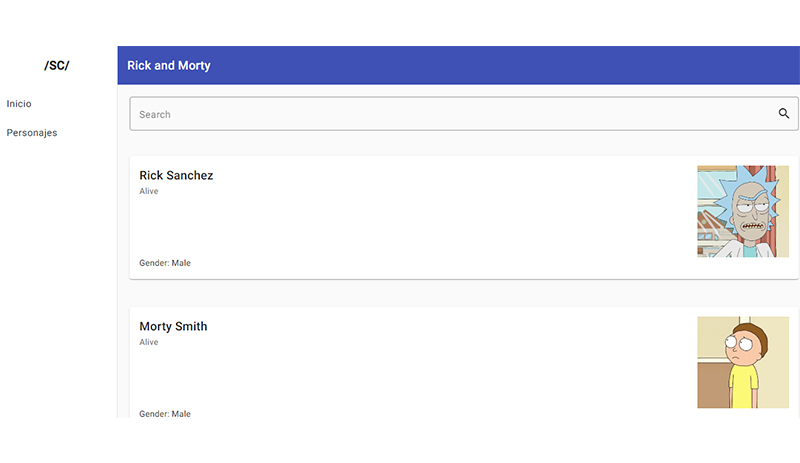 /SC/
Inicio
Personajes
Rick and Morty
Search
Rick Sanchez
Alive
Gender: Male
Morty Smith
Alive
Gender: Male